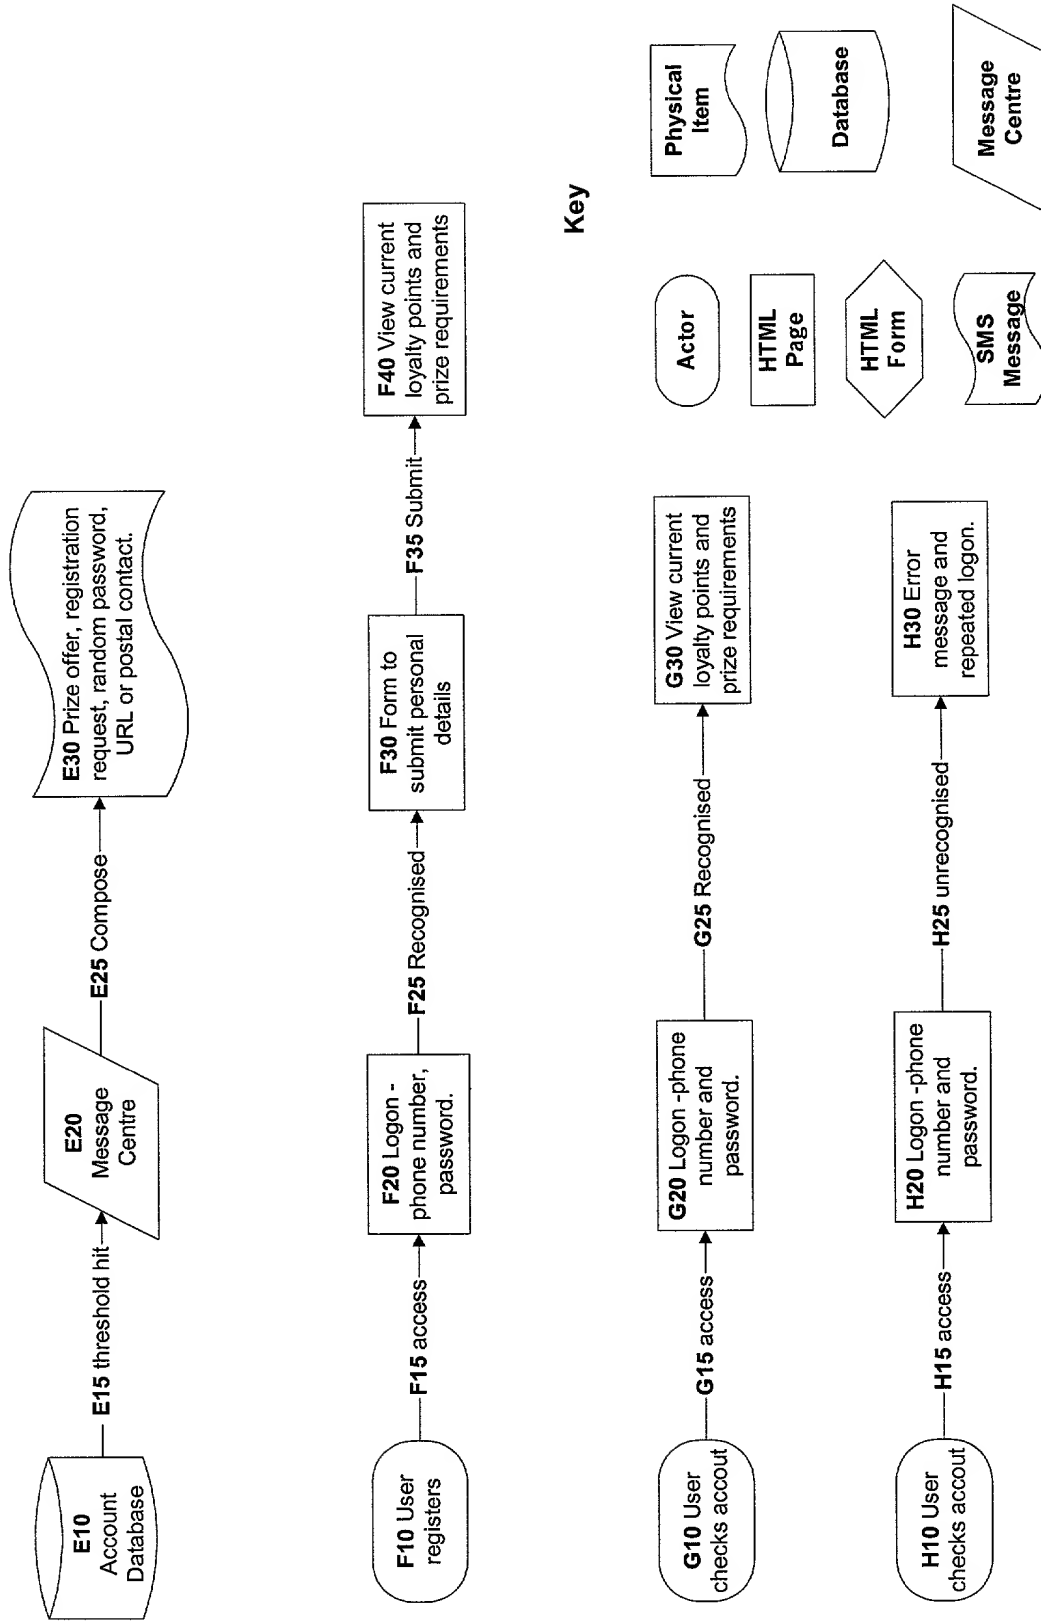 E10
Account
Database
E15 threshold hit
E20
Message
Centre
E25 Compose
E30 Prize offer, registration
request, random password,
URL or postal contact.
F10 User
registers
F15 access
F20 Logon -
phone number,
password.
F25 Recognised
F30 Form to
submit personal
details
F35 Submit
F40 View current
loyalty points and
prize requirements
G10 User
checks accout
G15 access
G20 Logon -phone
number and
password.
G25 Recognised
G30 View current
loyalty points and
prize requirements
H10 User
checks accout
H15 access
H20 Logon -phone
number and
password.
H25 unrecognised
H30 Error
message and
repeated logon.
Key
Actor
HTML
Page
HTML
Form
SMS
Message
Physical
Item
Database
Message
Centre